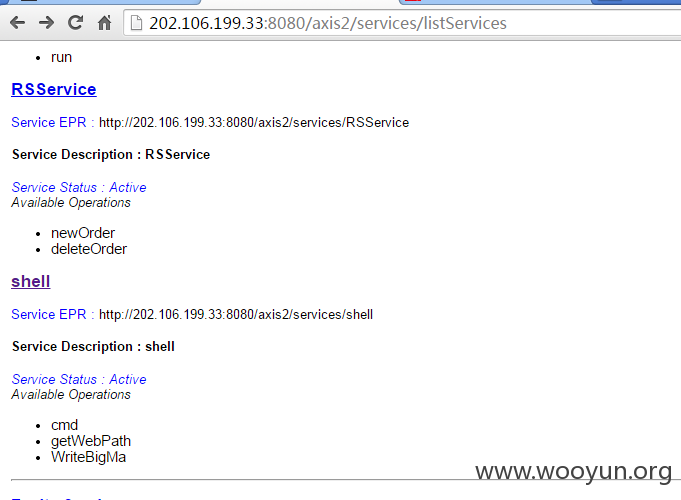 202.106.199.33:8080/axis2/services/listServices
run
RSService
Service EPR : http://202.106.199.33:8080/axis2/services/RSService
Service Description : RSService
Service Status : Active
Available Operations
newOrder
deleteOrder
shell
Service EPR : http://202.106.199.33:8080/axis2/services/shell
Service Description : shell
Service Status : Active
Available Operations
cmd
getWebPath
WriteBigMa
www.wooyun.org